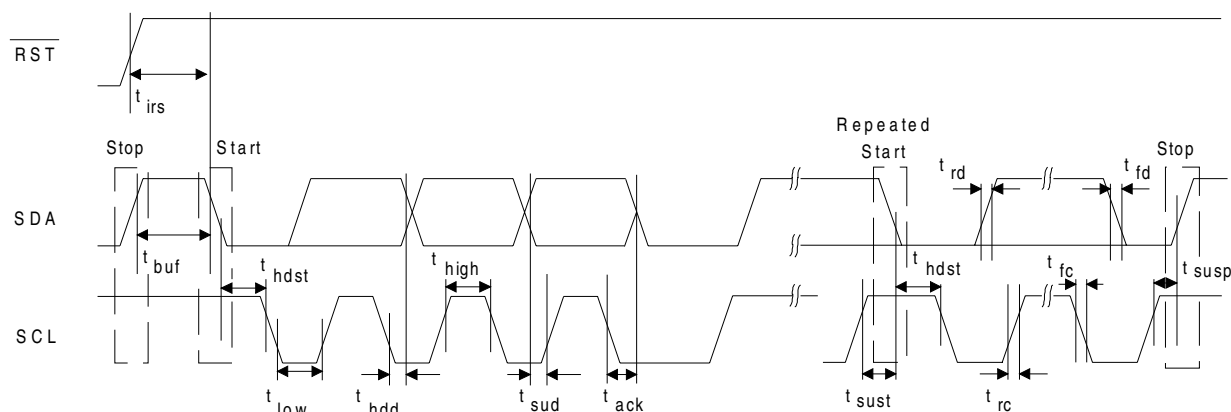 RST
t irs
Repeated
Stop Start Start Stop
t rd t fd
SDA
t buf t hdst t high t hdst t fc t susp
SCL
t low t hdd t sud t ack t sust t rc